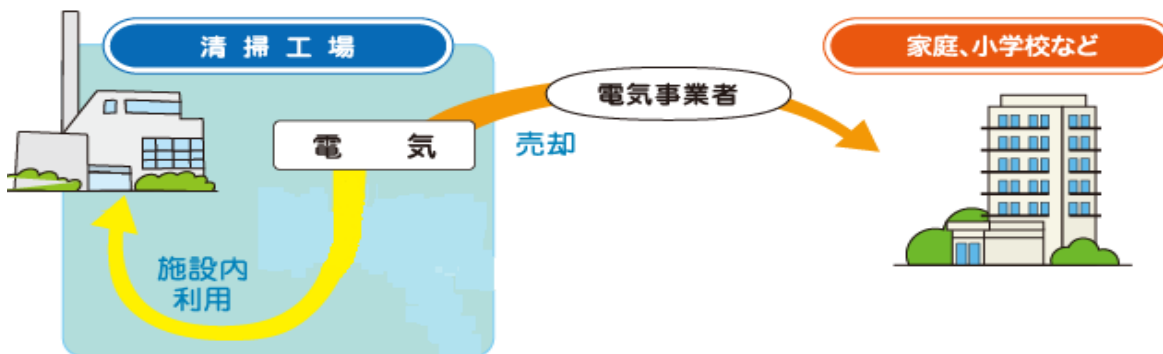 清掃工場
家庭、小学校など
電気事業者
電気
売却
施設内
利用